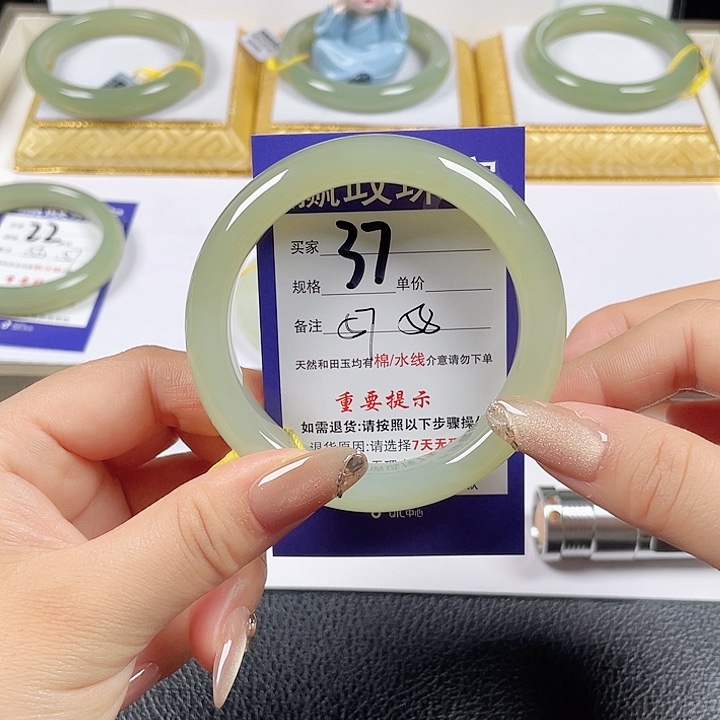 买家 37
规格 单价
备注
天然和田玉均有棉/水线介意请勿下单
重要提示
如需退货:请按照以下步骤操
退货原因:请选择7天无
22